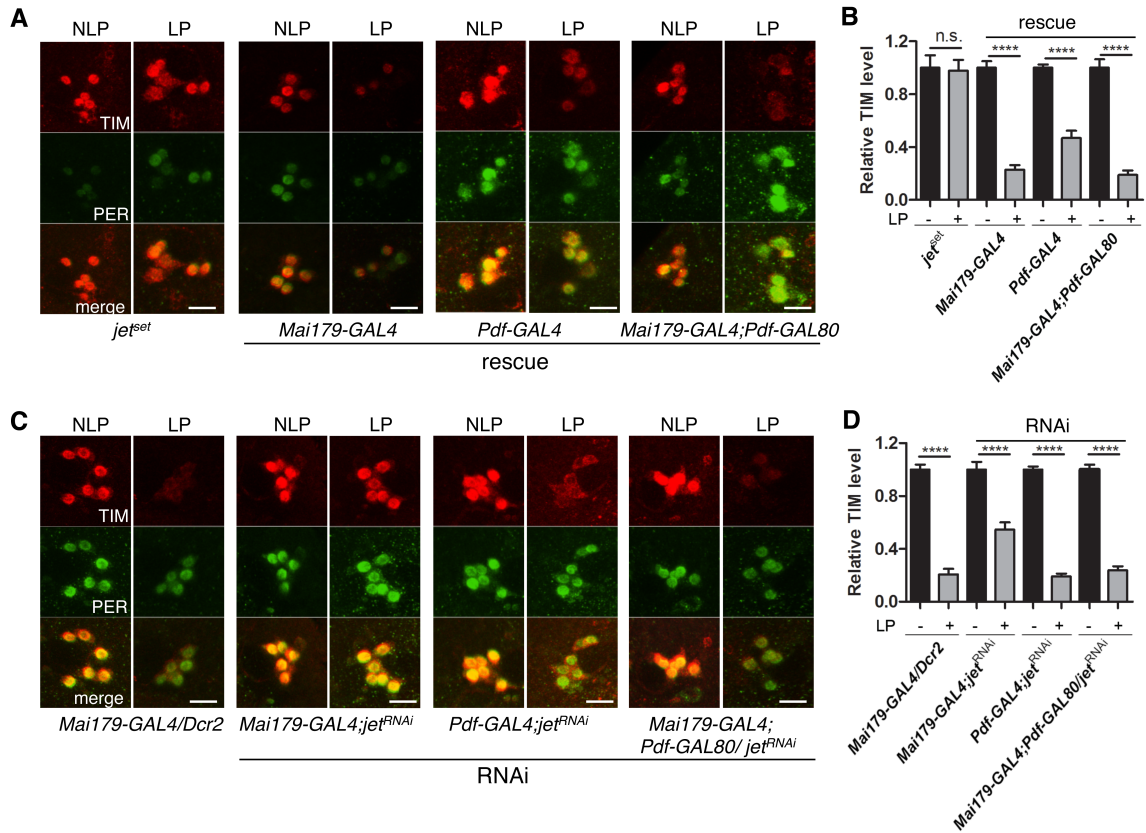 A
NLP LP NLP LP NLP LP NLP LP
TIM
PER
merge
jet^set Mai179-GAL4 Pdf-GAL4 Mai179-GAL4;Pdf-GAL80
rescue
B
rescue
n.s. **** **** ****
Relative TIM level
1.2
0.8
0.4
0.0
LP - + - + - + - +
jet^set
Mai179-GAL4
Pdf-GAL4
Mai179-GAL4;Pdf-GAL80
C
NLP LP NLP LP NLP LP NLP LP
TIM
PER
merge
Mai179-GAL4/Dcr2 Mai179-GAL4;jet^RNAi Pdf-GAL4;jet^RNAi Mai179-GAL4;
Pdf-GAL80/ jet^RNAi
RNAi
D
RNAi
**** **** **** ****
Relative TIM level
1.2
0.8
0.4
0.0
LP - + - + - + - +
Mai179-GAL4/Dcr2
Mai179-GAL4;jet^RNAi
Pdf-GAL4;jet^RNAi
Mai179-GAL4;Pdf-GAL80/jet^RNAi